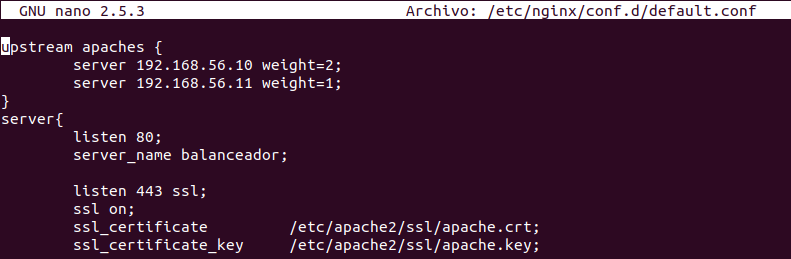 GNU nano 2.5.3 Archivo: /etc/nginx/conf.d/default.conf
upstream apaches {
server 192.168.56.10 weight=2;
server 192.168.56.11 weight=1;
}
server{
listen 80;
server_name balanceador;
listen 443 ssl;
ssl on;
ssl_certificate /etc/apache2/ssl/apache.crt;
ssl_certificate_key /etc/apache2/ssl/apache.key;